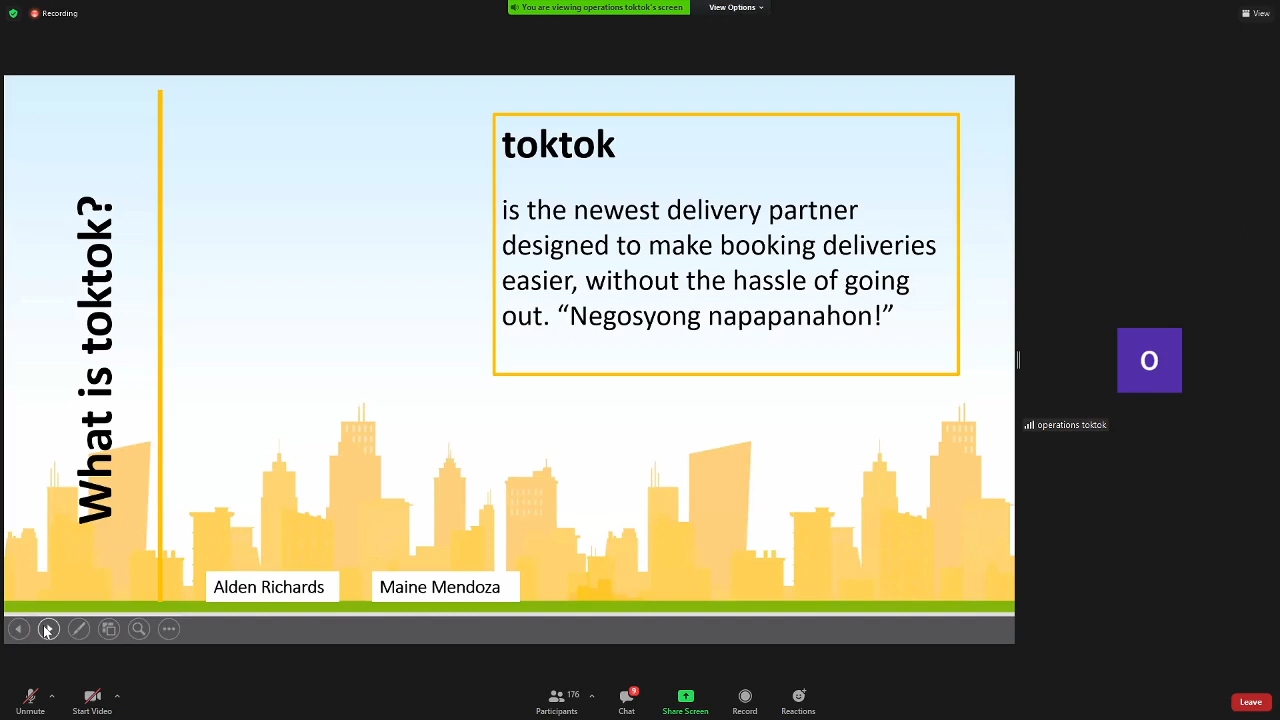 Recording
You are viewing operations toktok's screen
View Options
View
What is toktok?
toktok
is the newest delivery partner
designed to make booking deliveries
easier, without the hassle of going
out. “Negosyong napapanahon!”
Alden Richards
Maine Mendoza
O
operations toktok
Unmute
Start Video
176
Participants
9
Chat
Share Screen
Record
Reactions
Leave